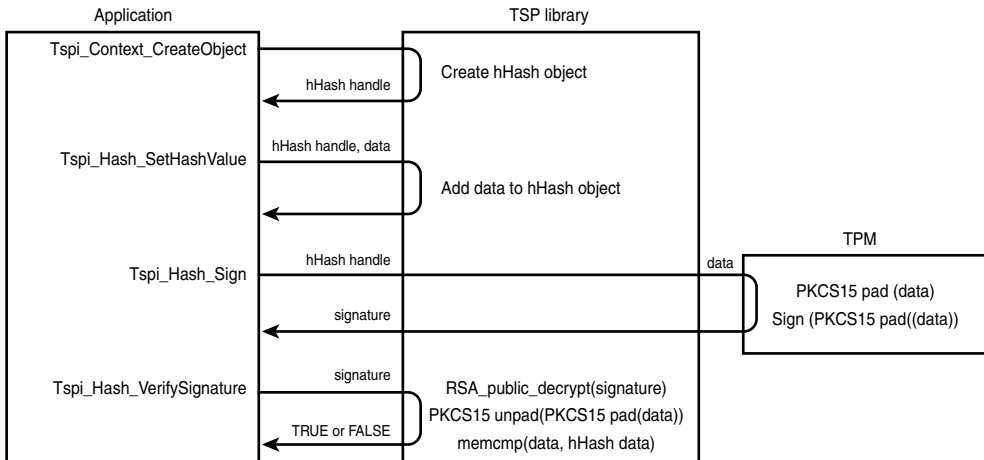 Application
TSP library
Tspi_Context_CreateObject
Create hHash object
hHash handle
Tspi_Hash_SetHashValue
hHash handle, data
Add data to hHash object
TPM
Tspi_Hash_Sign
hHash handle
data
PKCS15 pad (data)
Sign (PKCS15 pad((data))
signature
Tspi_Hash_VerifySignature
signature
RSA_public_decrypt(signature)
PKCS15 unpad(PKCS15 pad(data))
memcmp(data, hHash data)
TRUE or FALSE